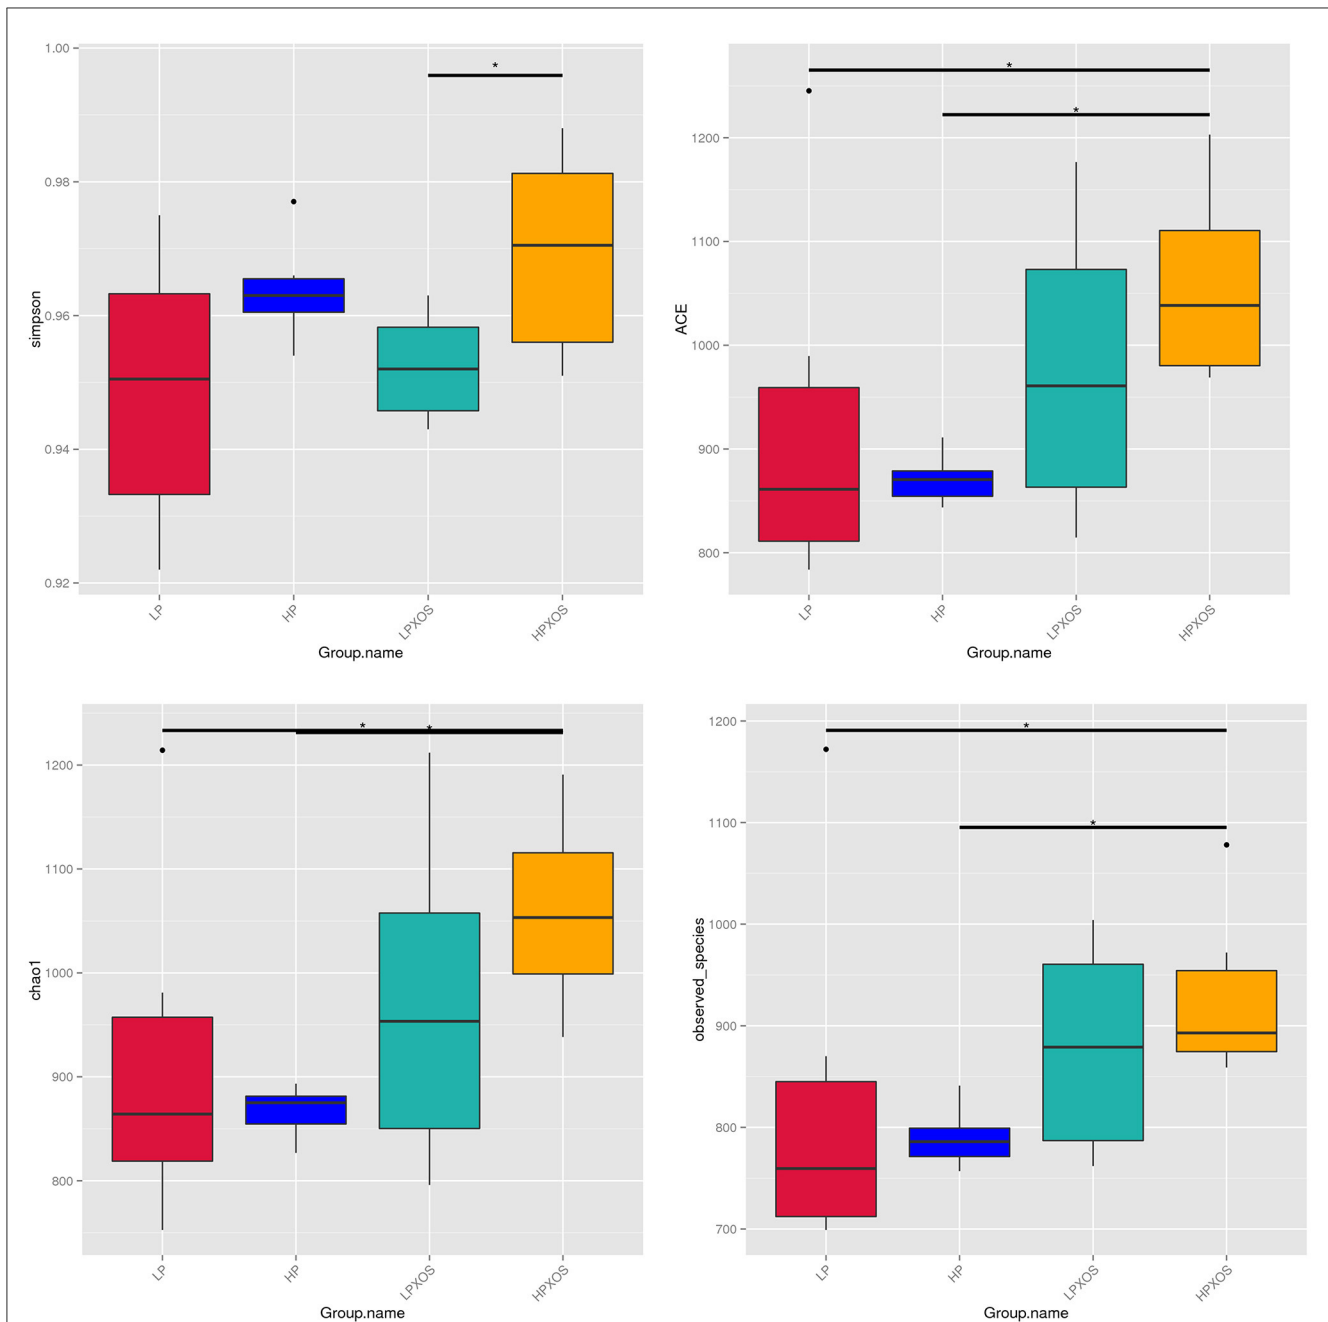 1.00
0.98
0.96
0.94
0.92
simpson
*
LP
HP
LPXOS
HPXOS
Group.name
1200
1100
1000
900
800
ACE
*
*
LP
HP
LPXOS
HPXOS
Group.name
1200
1100
1000
900
800
chao1
* *
LP
HP
LPXOS
HPXOS
Group.name
1200
1100
1000
900
800
700
observed_species
*
*
LP
HP
LPXOS
HPXOS
Group.name